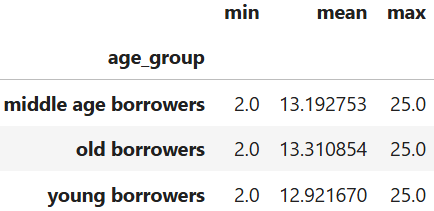 min mean max
age_group
middle age borrowers 2.0 13.192753 25.0
old borrowers 2.0 13.310854 25.0
young borrowers 2.0 12.921670 25.0